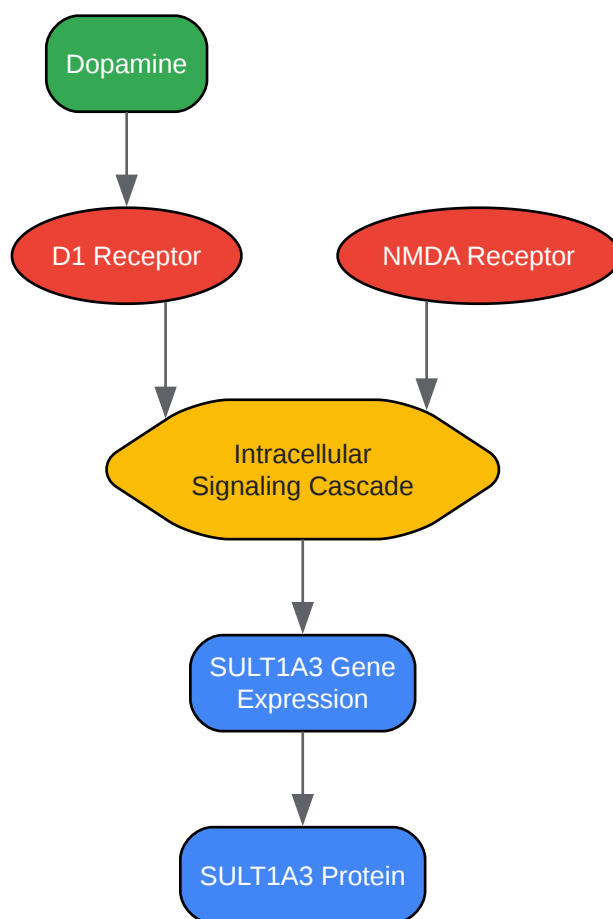 Dopamine
D1 Receptor
NMDA Receptor
Intracellular
Signaling Cascade
SULT1A3 Gene
Expression
SULT1A3 Protein